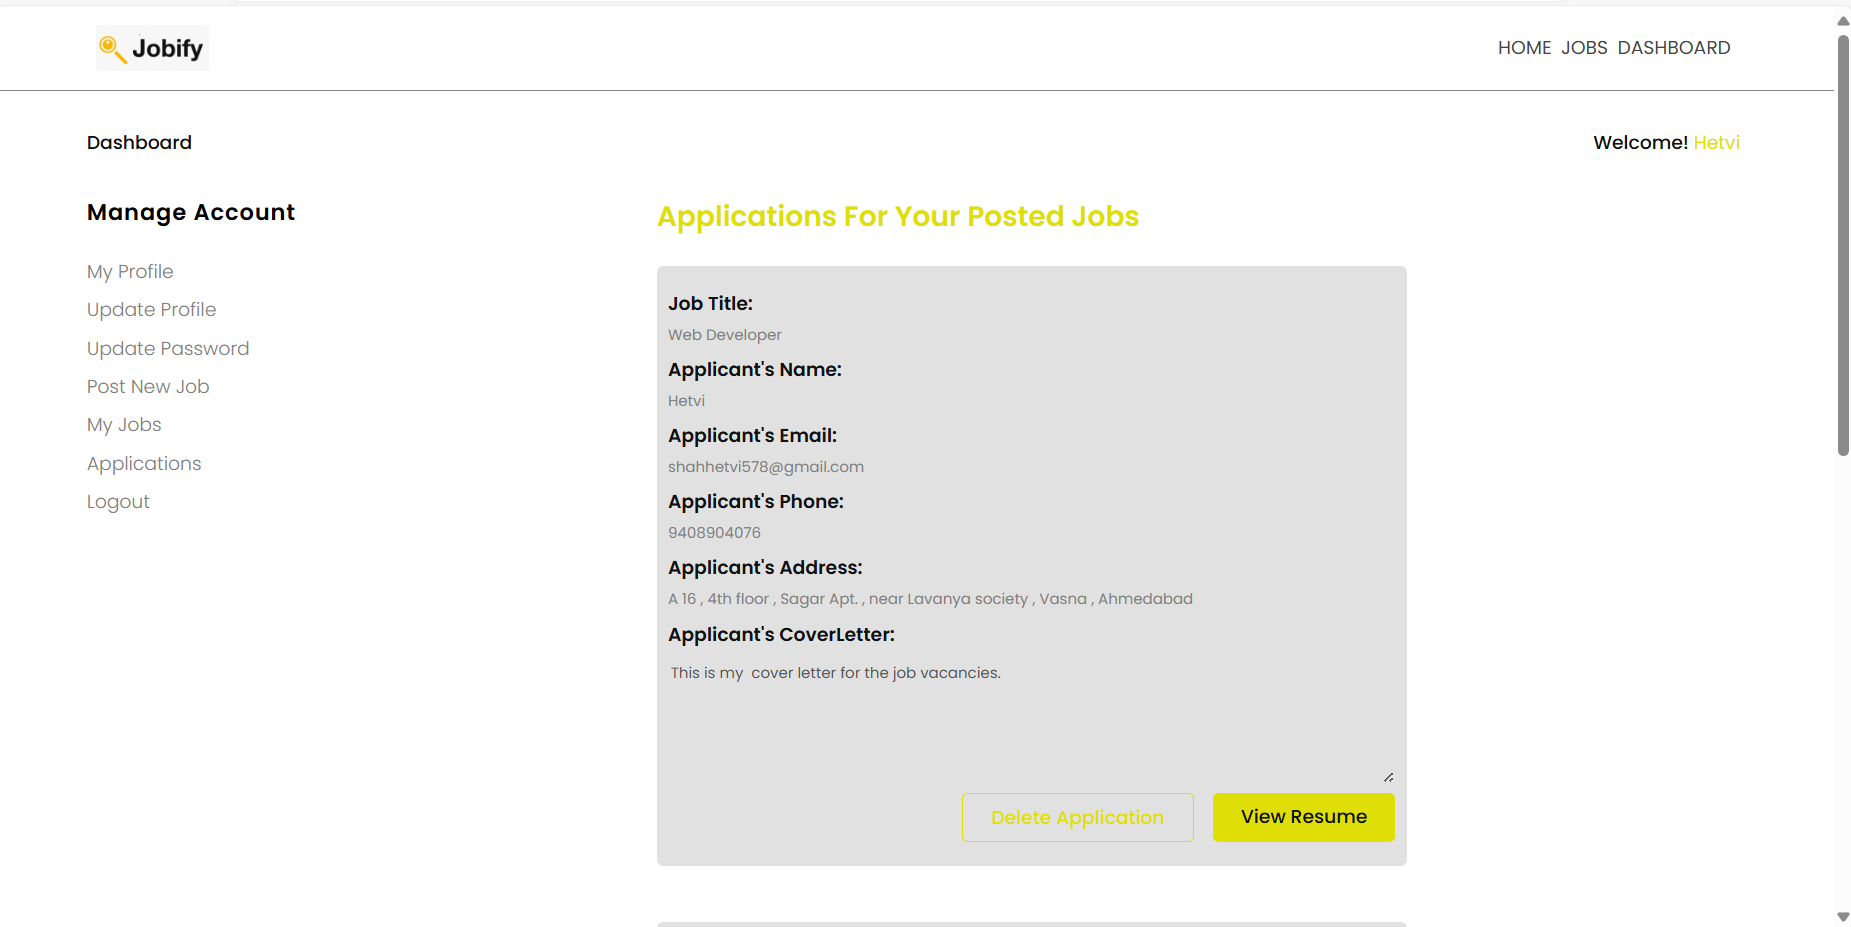 Jobify
HOME JOBS DASHBOARD
Dashboard
Welcome! Hetvi
Manage Account
My Profile
Update Profile
Update Password
Post New Job
My Jobs
Applications
Logout
Applications For Your Posted Jobs
Job Title:
Web Developer
Applicant's Name:
Hetvi
Applicant's Email:
shahhetvi578@gmail.com
Applicant's Phone:
9408904076
Applicant's Address:
A 16 , 4th floor , Sagar Apt. , near Lavanya society , Vasna , Ahmedabad
Applicant's CoverLetter:
This is my  cover letter for the job vacancies.
Delete Application
View Resume